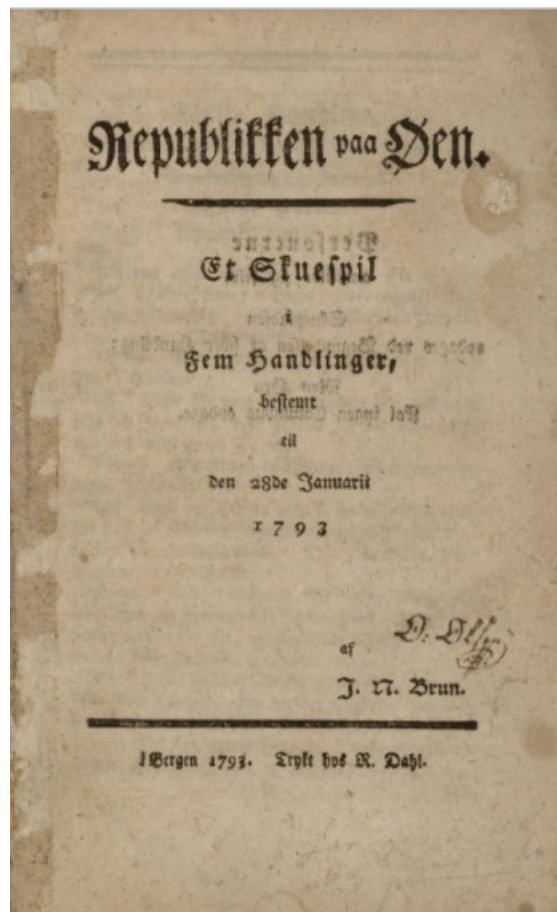 Republikken paa Øen.
Et Skuespil
i
Fem Handlinger,
bestemt
til
den 28de Januarii
1793
O. Olsen
af
J. N. Brun.
Bergen 1793. Trykt hos R. Dahl.